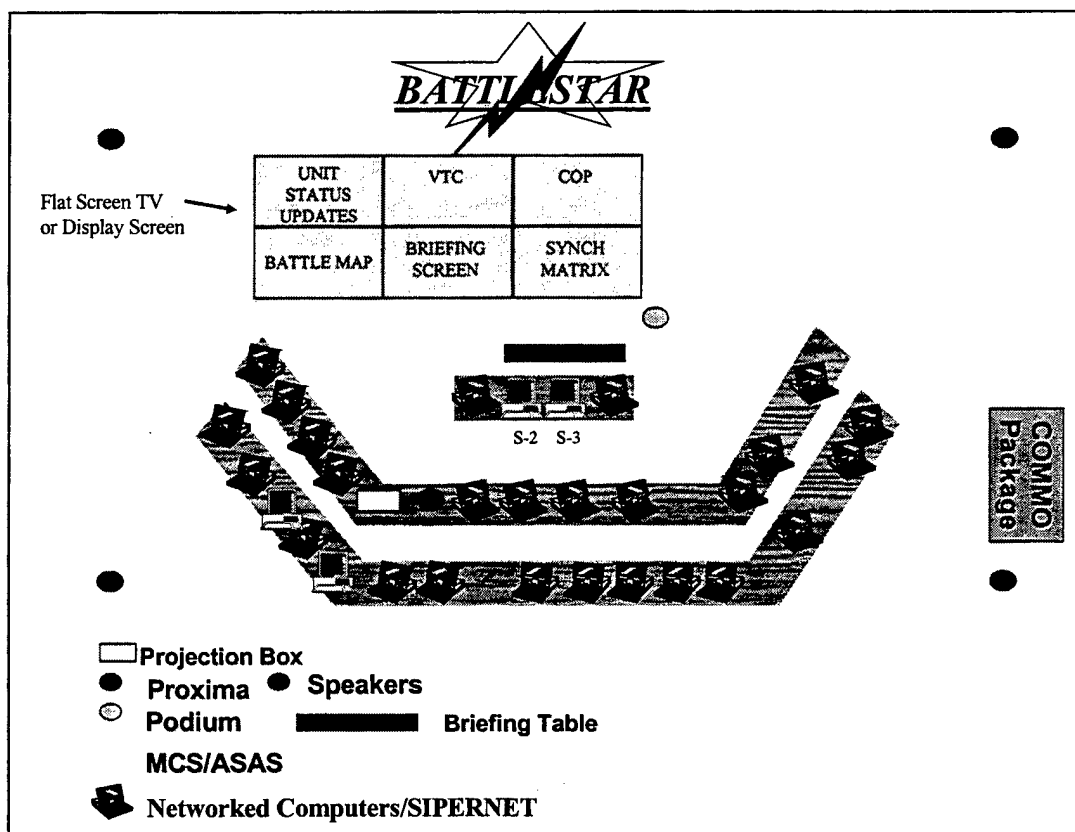 BATTLESTAR
UNIT
STATUS
UPDATES
VTC
COP
Flat Screen TV
or Display Screen
BATTLE MAP
BRIEFING
SCREEN
SYNCH
MATRIX
S-2 S-3
COMMO
Package
Projection Box
Proxima Speakers
Podium Briefing Table
MCS/ASAS
Networked Computers/SIPERNET